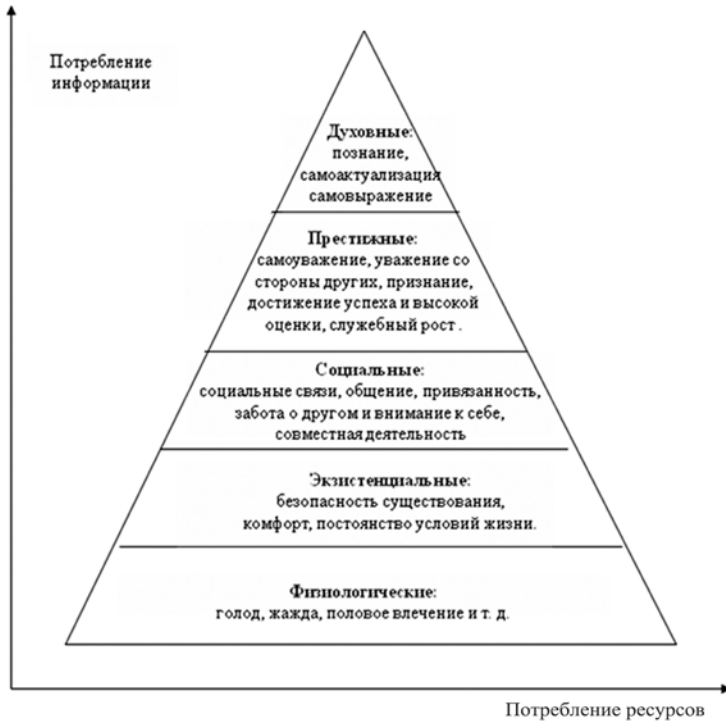 Потребление
информации
Духовные:
познание,
самоактуализация
самовыражение
Престижные:
самоуважение, уважение со
стороны других, признание,
достижение успеха и высокой
оценки, служебный рост .
Социальные:
социальные связи, общение, привязанность,
забота о другом и внимание к себе,
совместная деятельность
Экзистенциальные:
безопасность существования,
комфорт, постоянство условий жизни.
Физиологические:
голод, жажда, половое влечение и т. д.
Потребление ресурсов